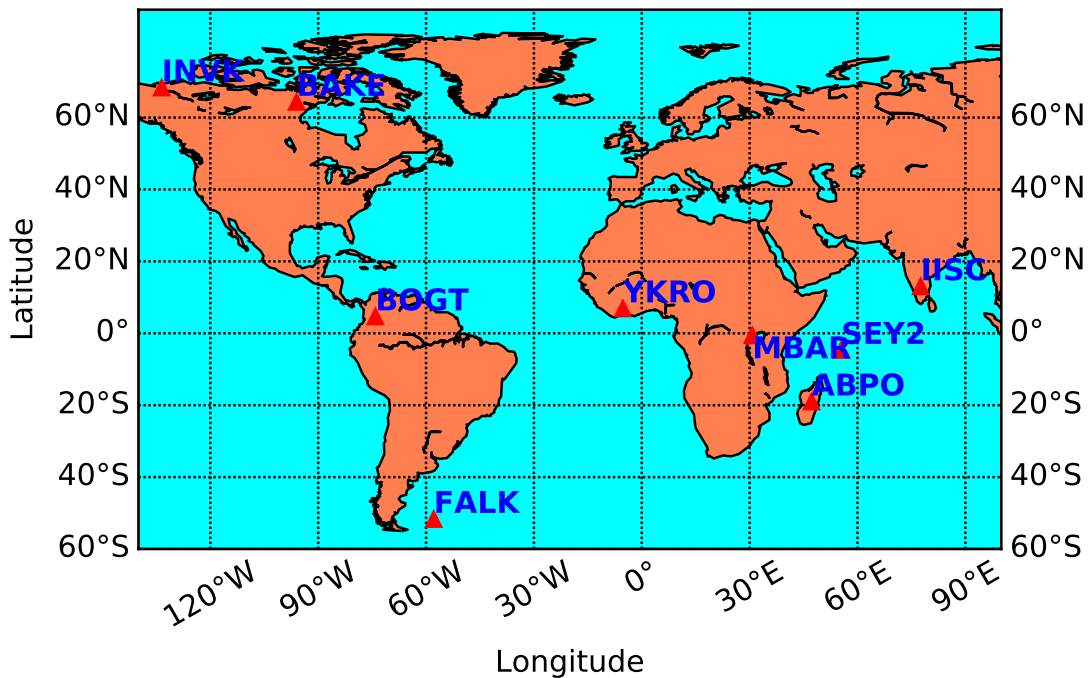 INVK
BAKE
60°N 60°N
40°N 40°N
20°N IISC 20°N
BOGT YKRO
0° SEY2 0°
MBAR
ABPO
20°S 20°S
40°S 40°S
FALK
60°S 60°S
120°W 90°W 60°W 30°W 0° 30°E 60°E 90°E
Latitude
Longitude